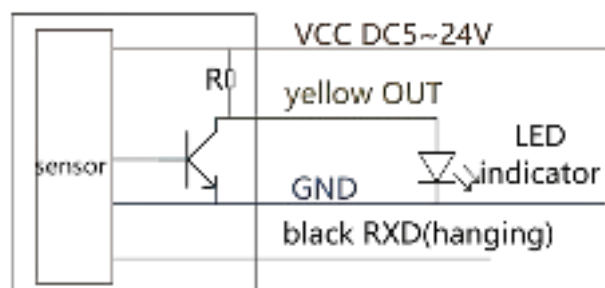 VCC DC5~24V
R0
yellow OUT
LED
sensor
indicator
GND
black RXD(hanging)